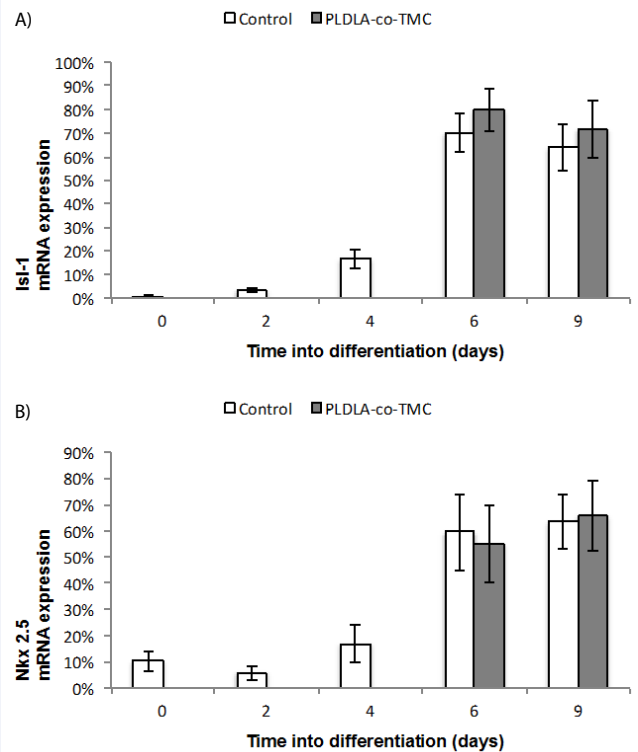 A)
Control PLDLA-co-TMC
100%
90%
80%
70%
60%
50%
40%
30%
20%
10%
0%
Isl-1
mRNA expression
0 2 4 6 9
Time into differentiation (days)
B)
Control PLDLA-co-TMC
90%
80%
70%
60%
50%
40%
30%
20%
10%
0%
Nkx 2.5
mRNA expression
0 2 4 6 9
Time into differentiation (days)